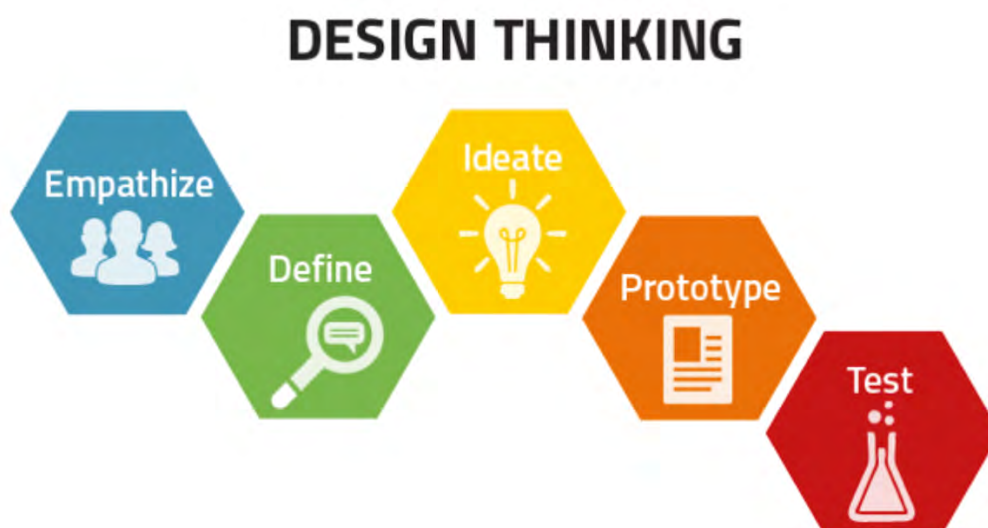 DESIGN THINKING
Empathize
Define
Ideate
Prototype
Test